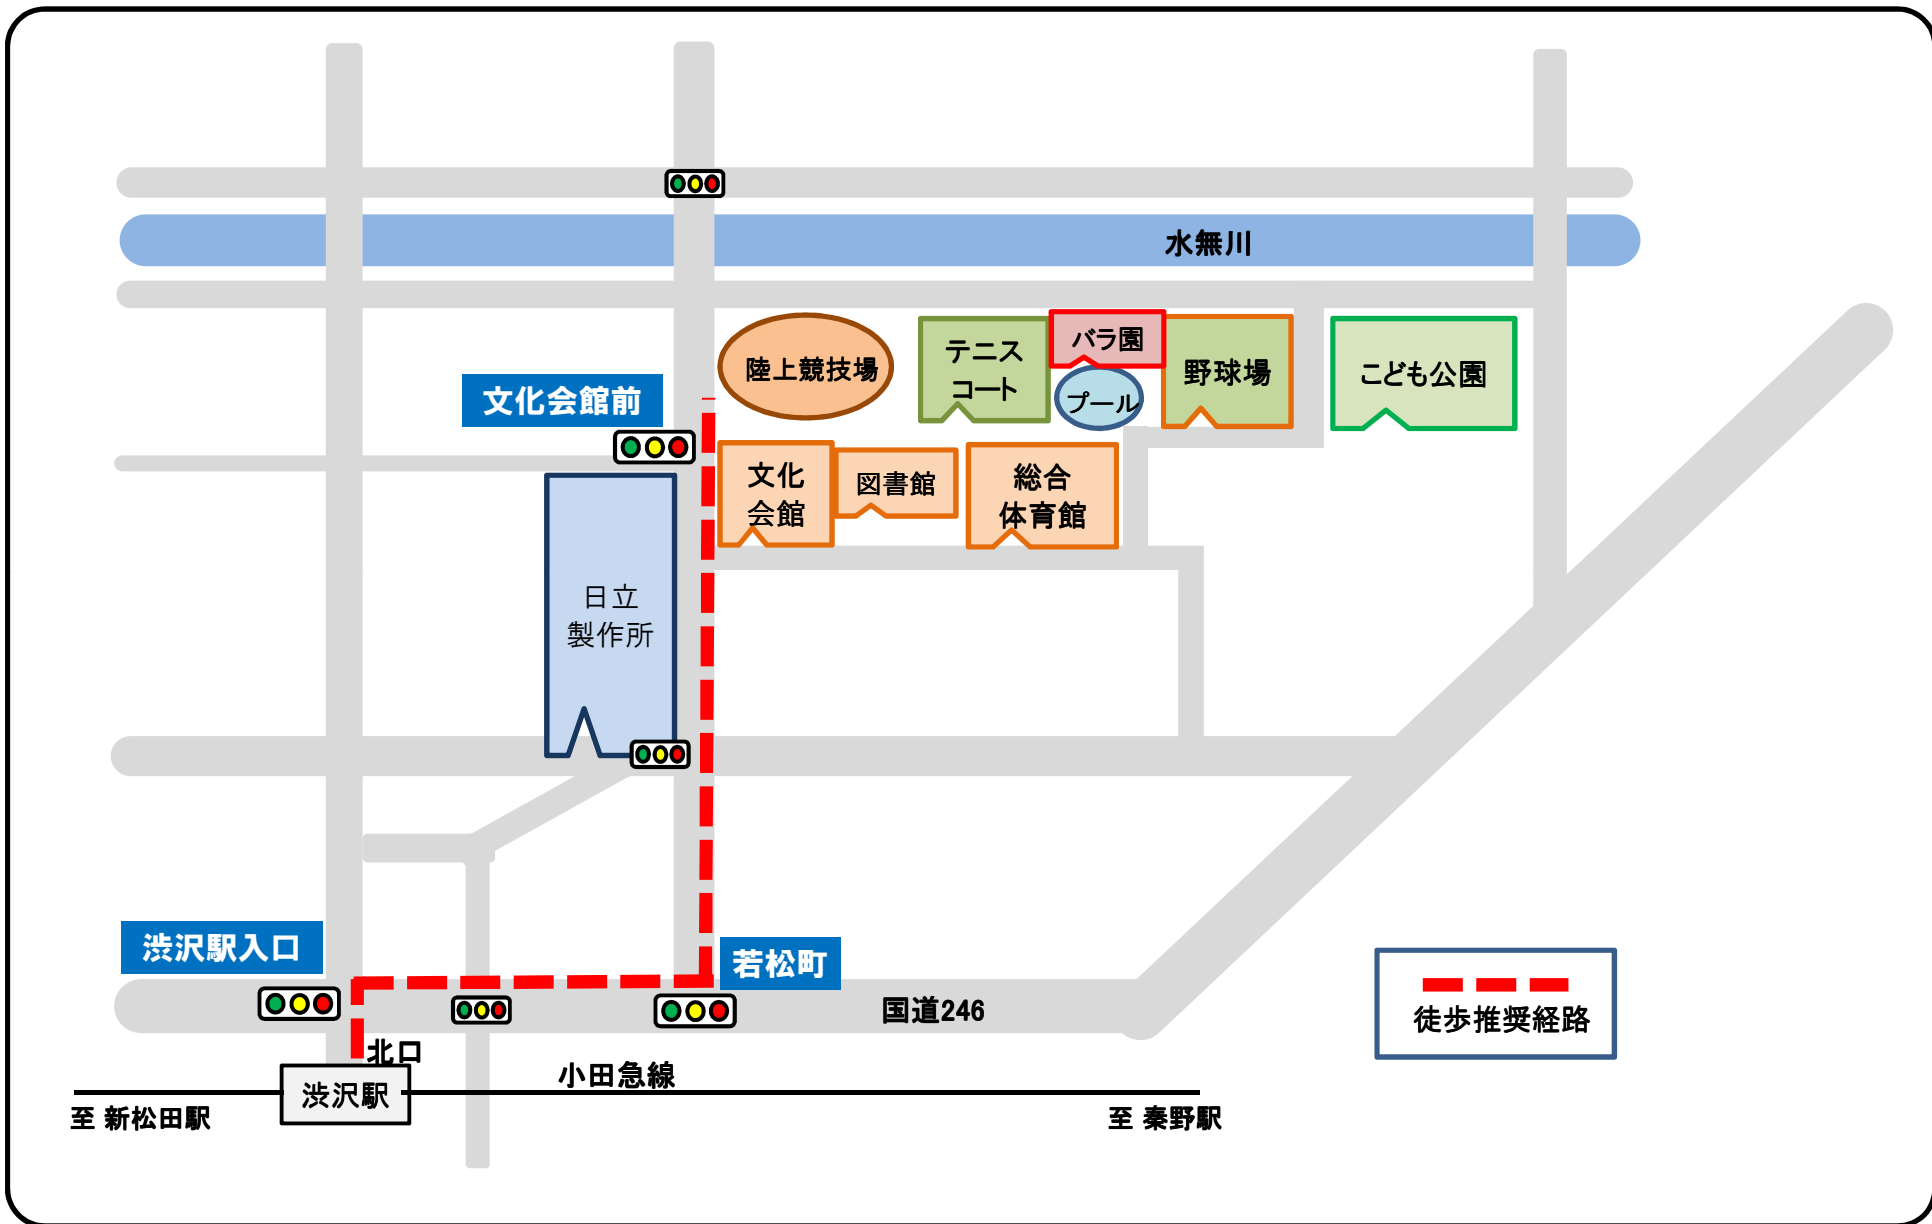 水無川
陸上競技場
テニス
コート
バラ園
プール
野球場
こども公園
文化会館前
文化
会館
図書館
総合
体育館
日立
製作所
渋沢駅入口
若松町
国道246
徒歩推奨経路
北口
渋沢駅
小田急線
至 新松田駅
至 秦野駅